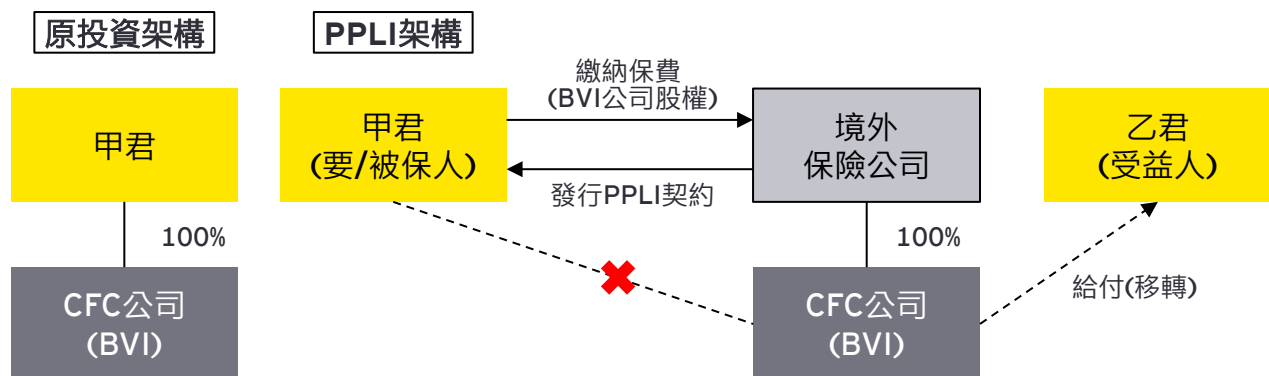 原投資架構
甲君
100%
CFC公司
(BVI)
PPLI架構
甲君
(要/被保人)
繳納保費
(BVI公司股權)
發行PPLI契約
境外
保險公司
100%
CFC公司
(BVI)
乙君
(受益人)
給付(移轉)